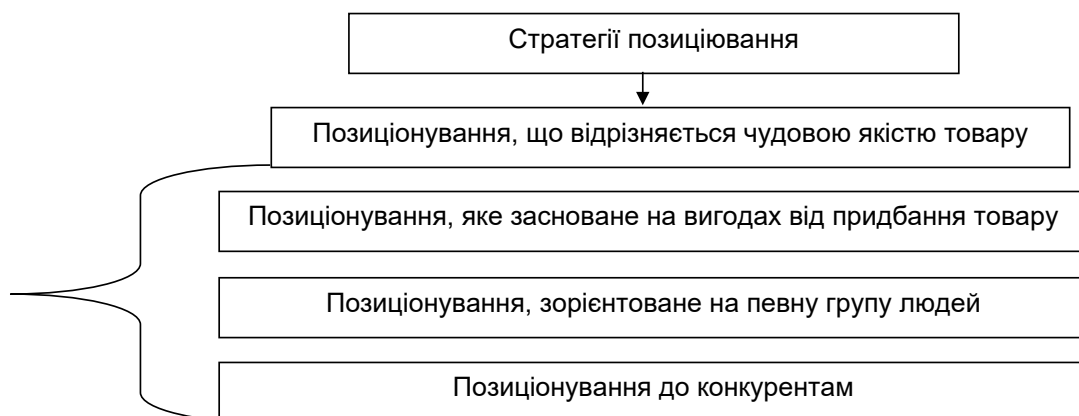 Стратегії позиціювання
Позиціонування, що відрізняється чудовою якістю товару
Позиціонування, яке засноване на вигодах від придбання товару
Позиціонування, зорієнтоване на певну групу людей
Позиціонування до конкурентам